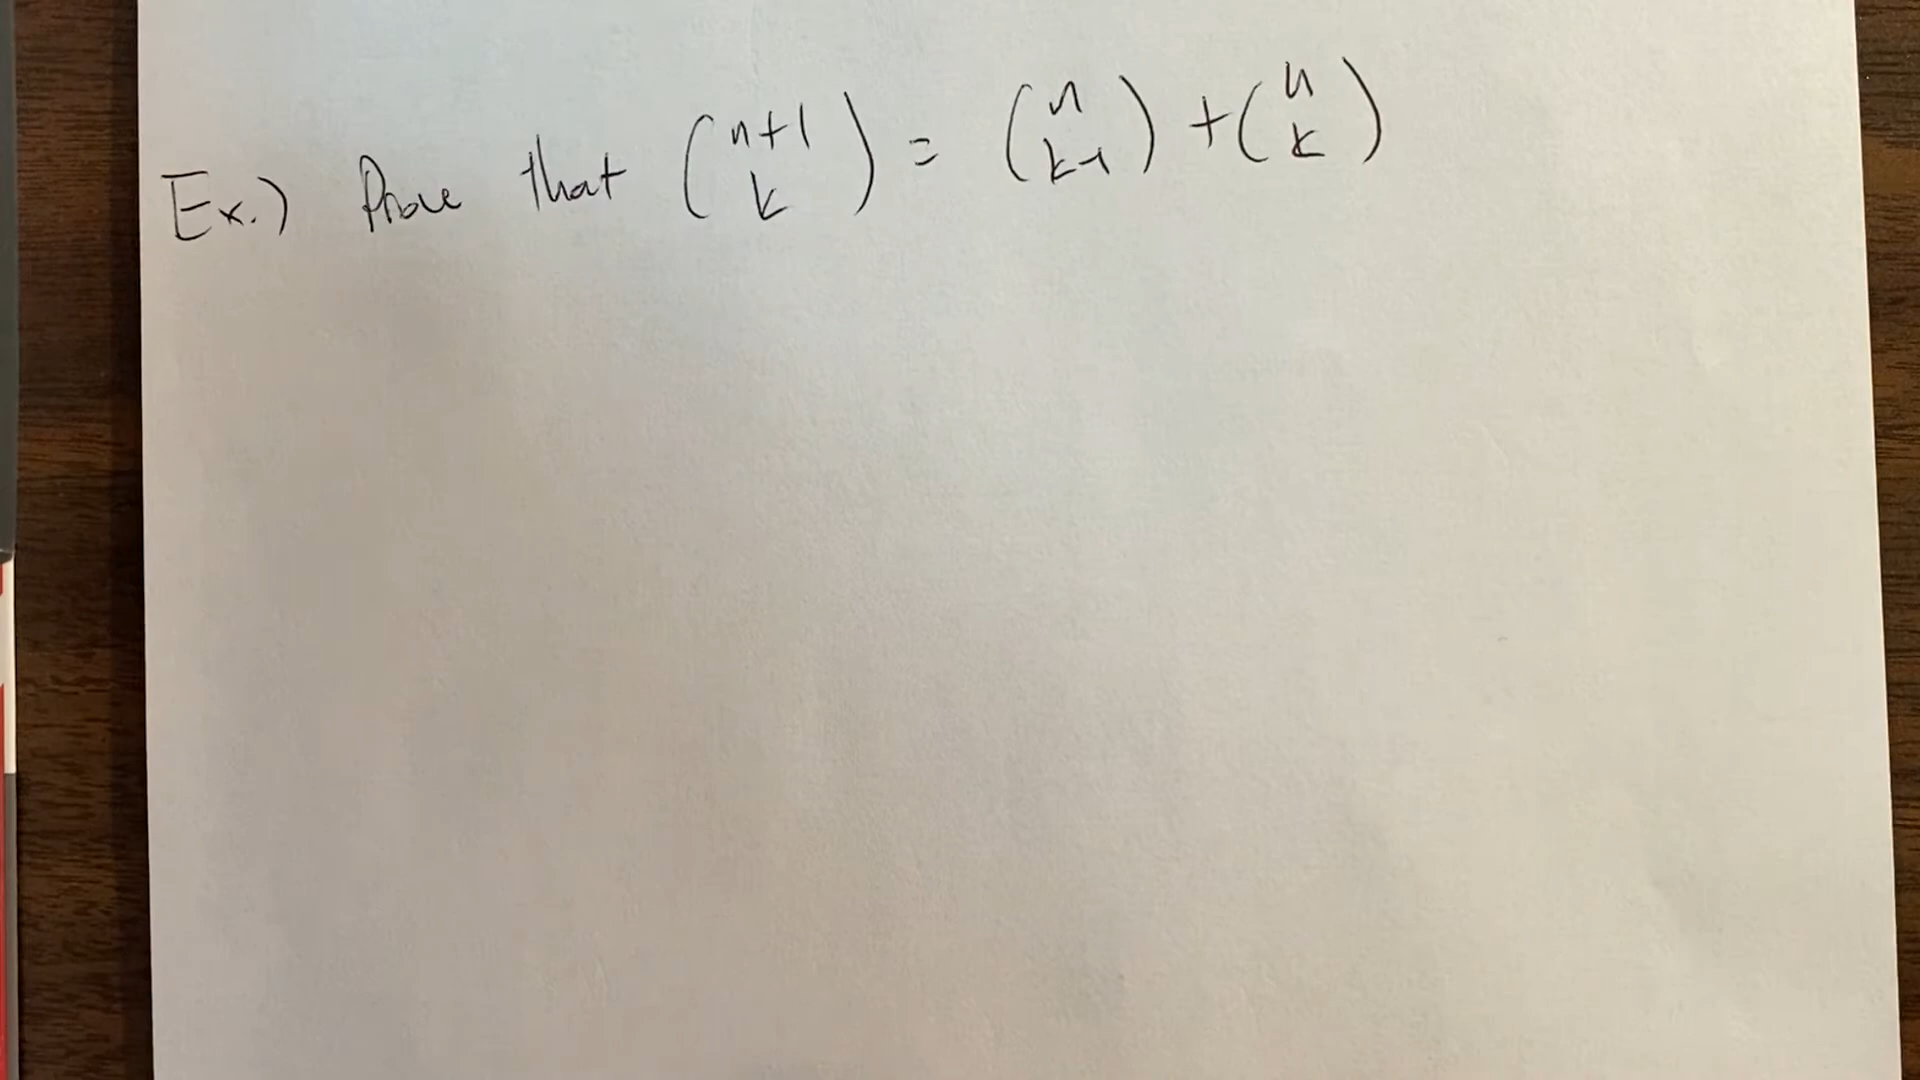 Ex.) Prove that (n+1 k) = (n k-1) + (n k)